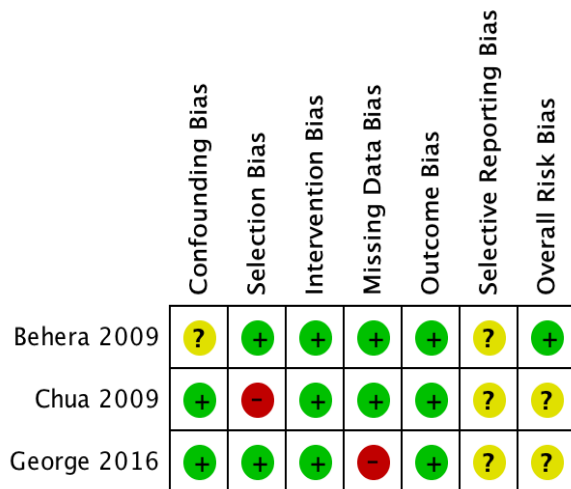 Confounding Bias
Selection Bias
Intervention Bias
Missing Data Bias
Outcome Bias
Selective Reporting Bias
Overall Risk Bias
Behera 2009 ? + + + + ? +
Chua 2009 + - + + + ? ?
George 2016 + + + - + ? ?